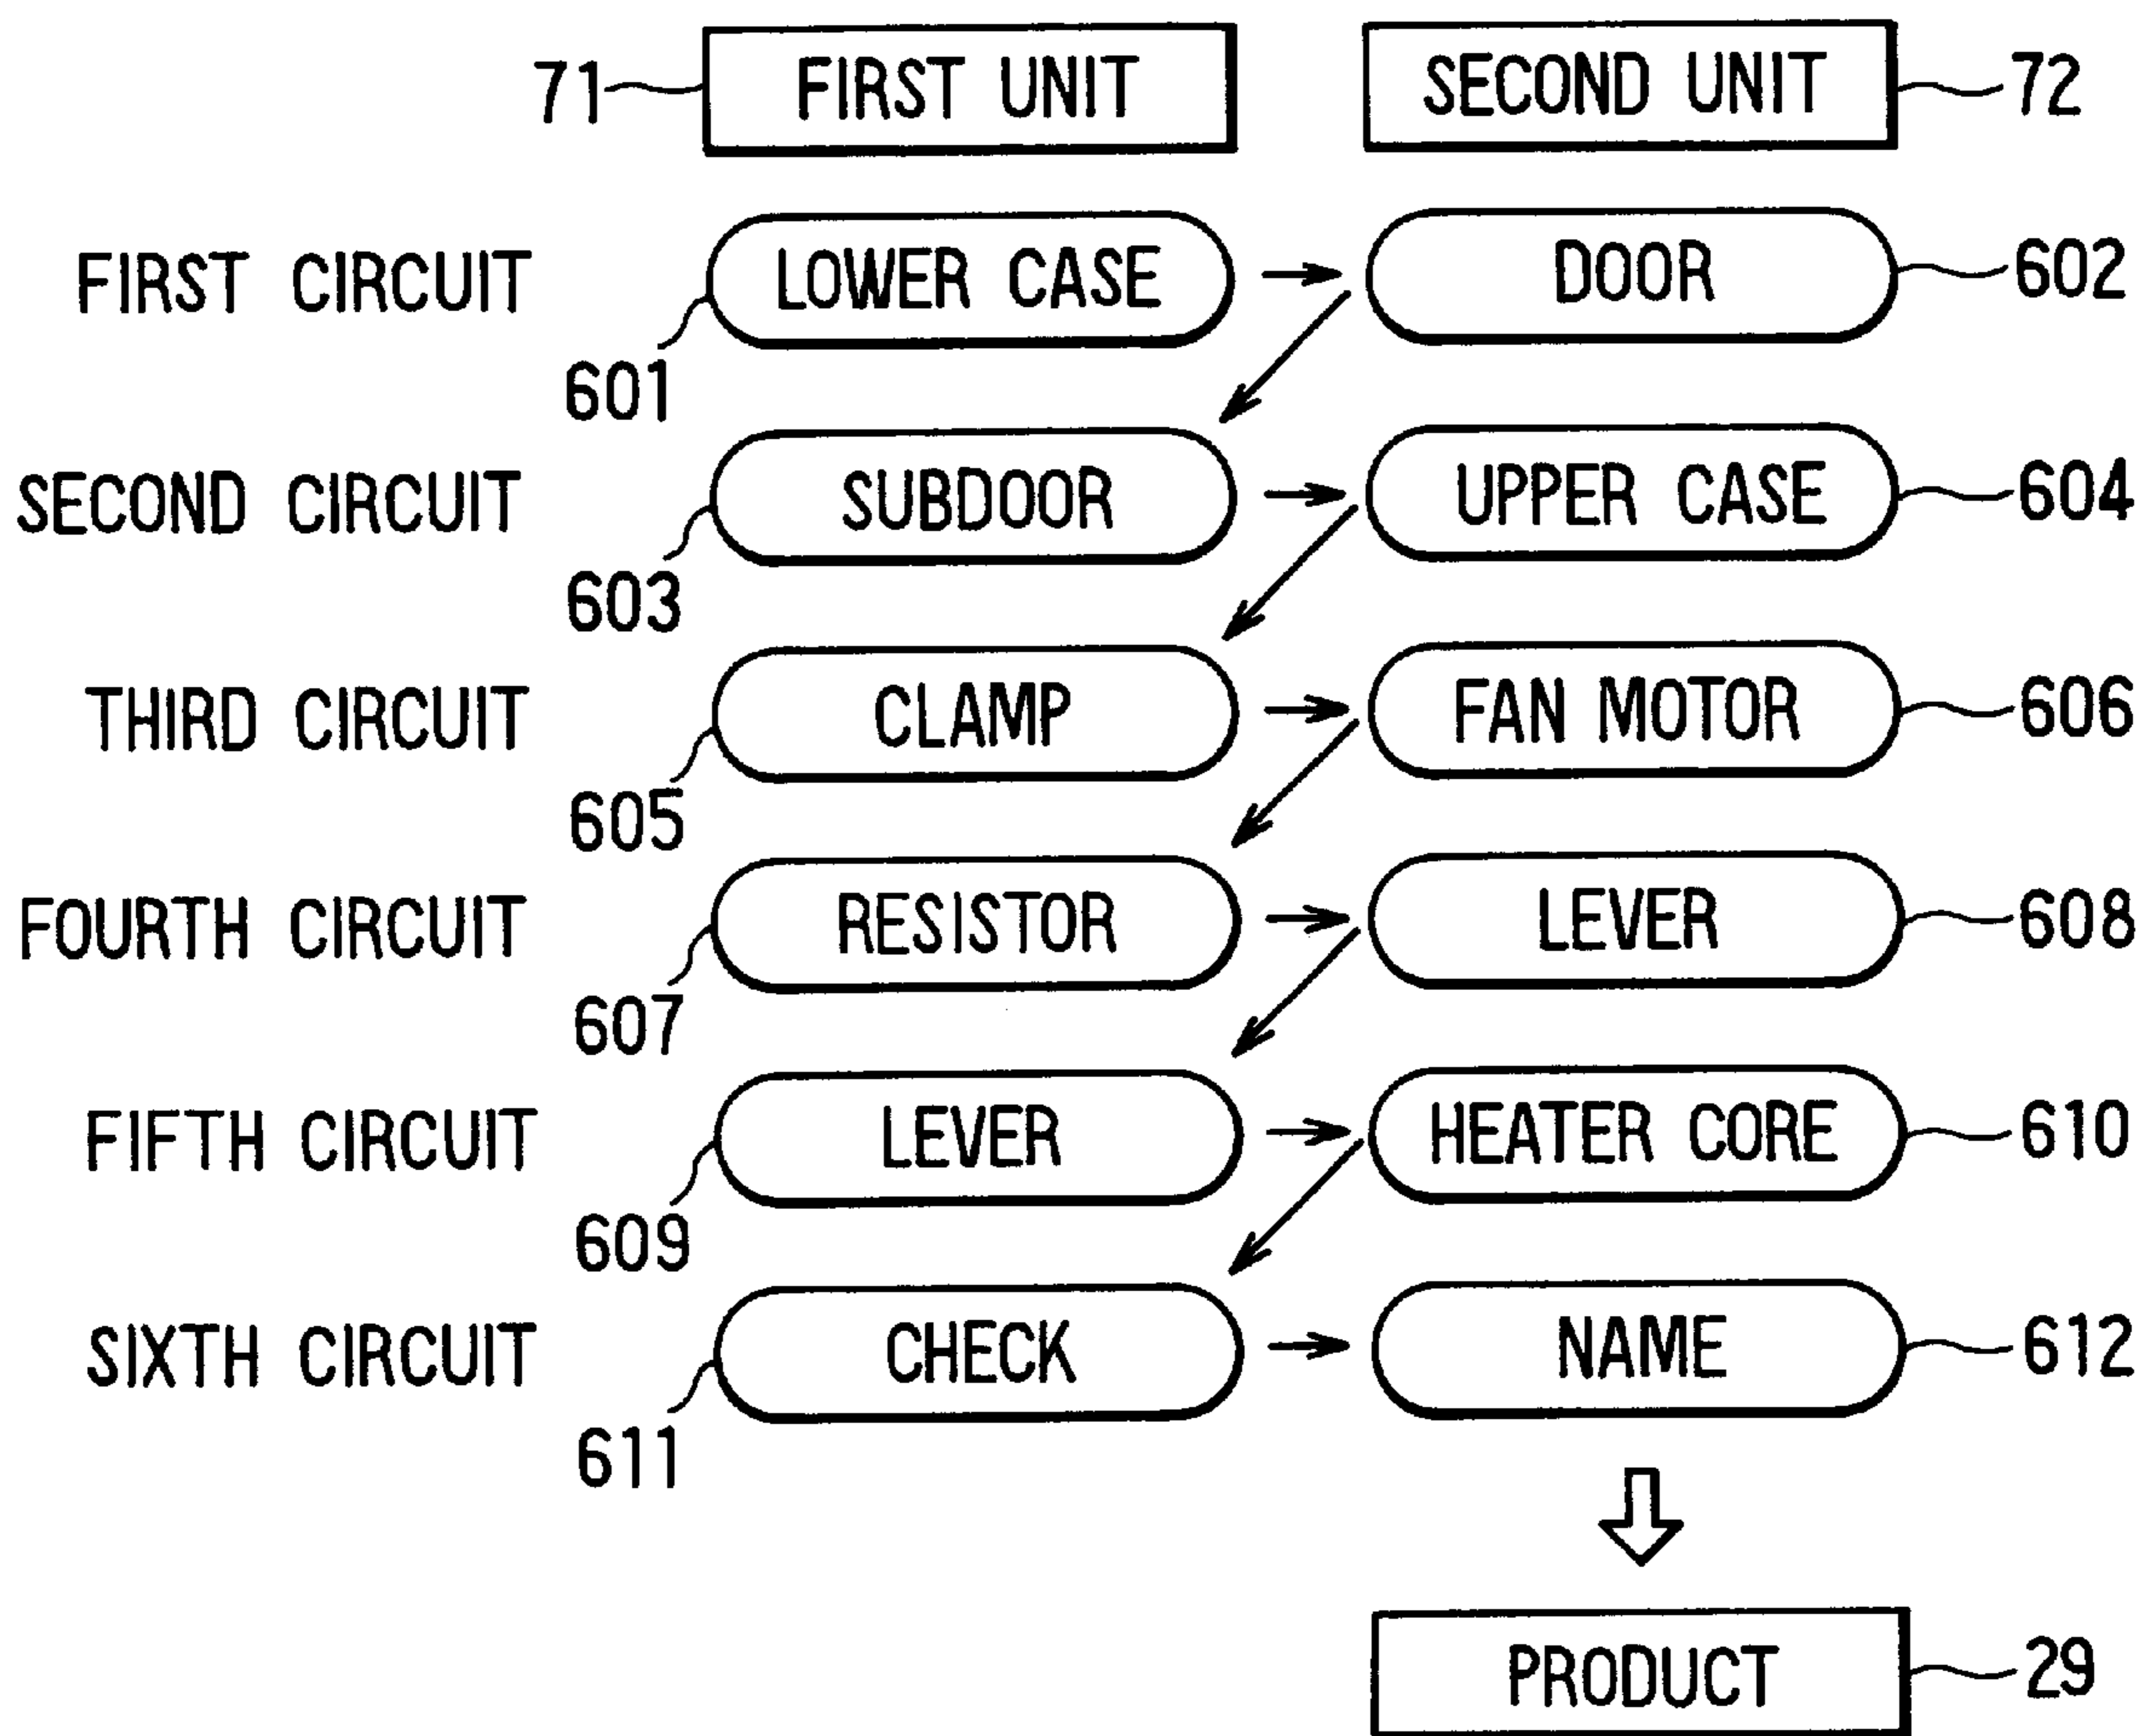 71 FIRST UNIT SECOND UNIT 72
FIRST CIRCUIT LOWER CASE DOOR 602
601
SECOND CIRCUIT SUBDOOR UPPER CASE 604
603
THIRD CIRCUIT CLAMP FAN MOTOR 606
605
FOURTH CIRCUIT RESISTOR LEVER 608
607
FIFTH CIRCUIT LEVER HEATER CORE 610
609
SIXTH CIRCUIT CHECK NAME 612
611
PRODUCT 29